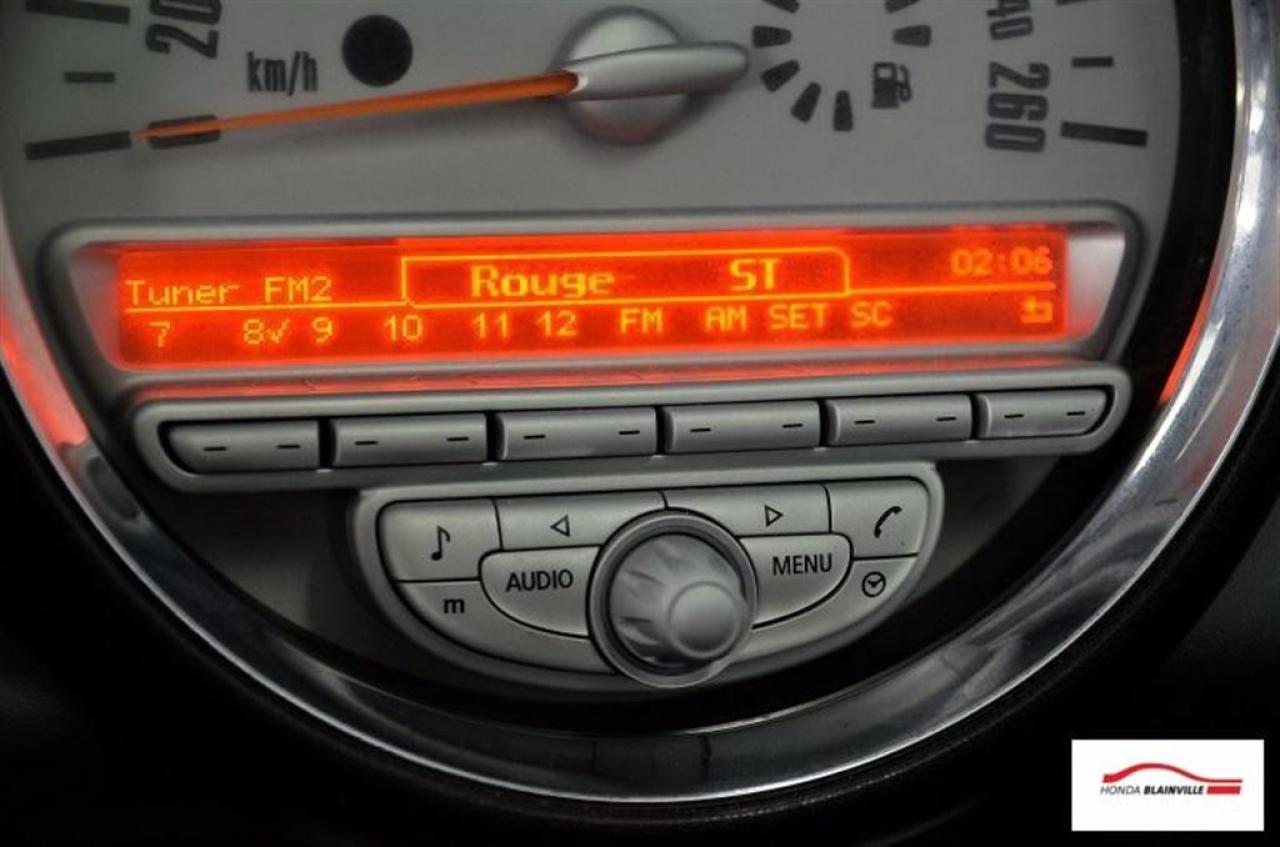 20
km/h
40
260
Tuner FM2 Rouge ST 02:06
7 8✓ 9 10 11 12 FM AM SET SC
AUDIO MENU
m
HONDA BLAINVILLE